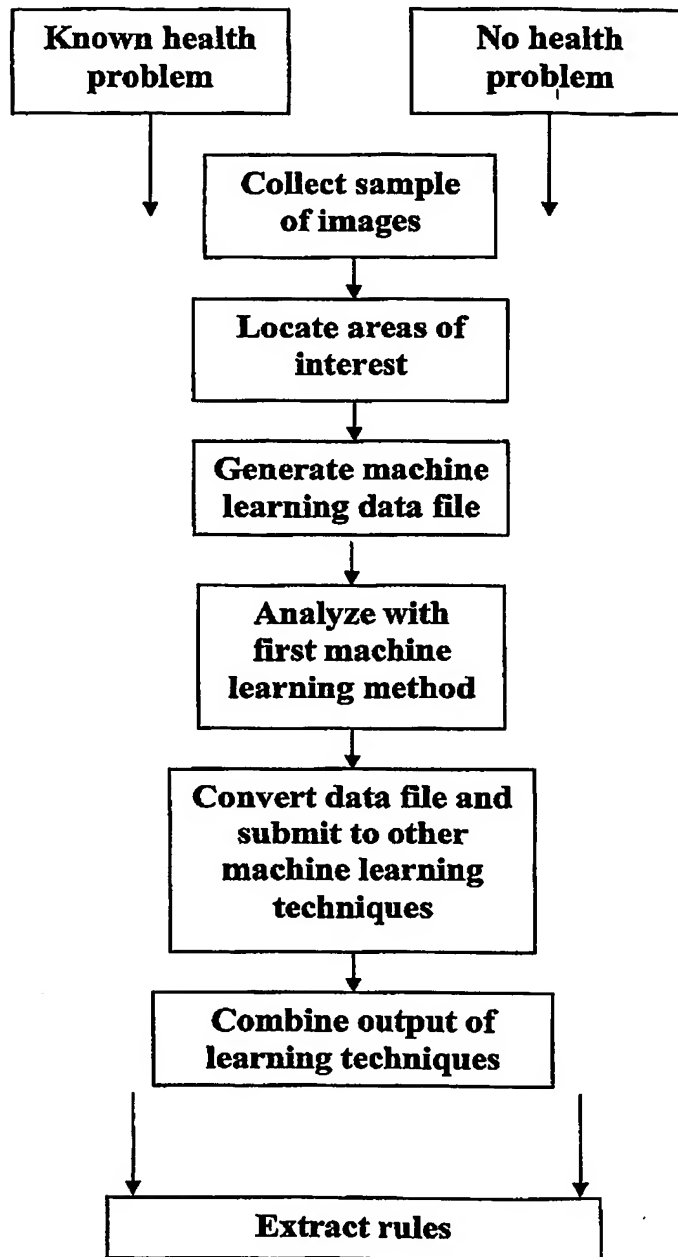 Known health
problem
No health
problem
Collect sample
of images
Locate areas of
interest
Generate machine
learning data file
Analyze with
first machine
learning method
Convert data file and
submit to other
machine learning
techniques
Combine output of
learning techniques
Extract rules